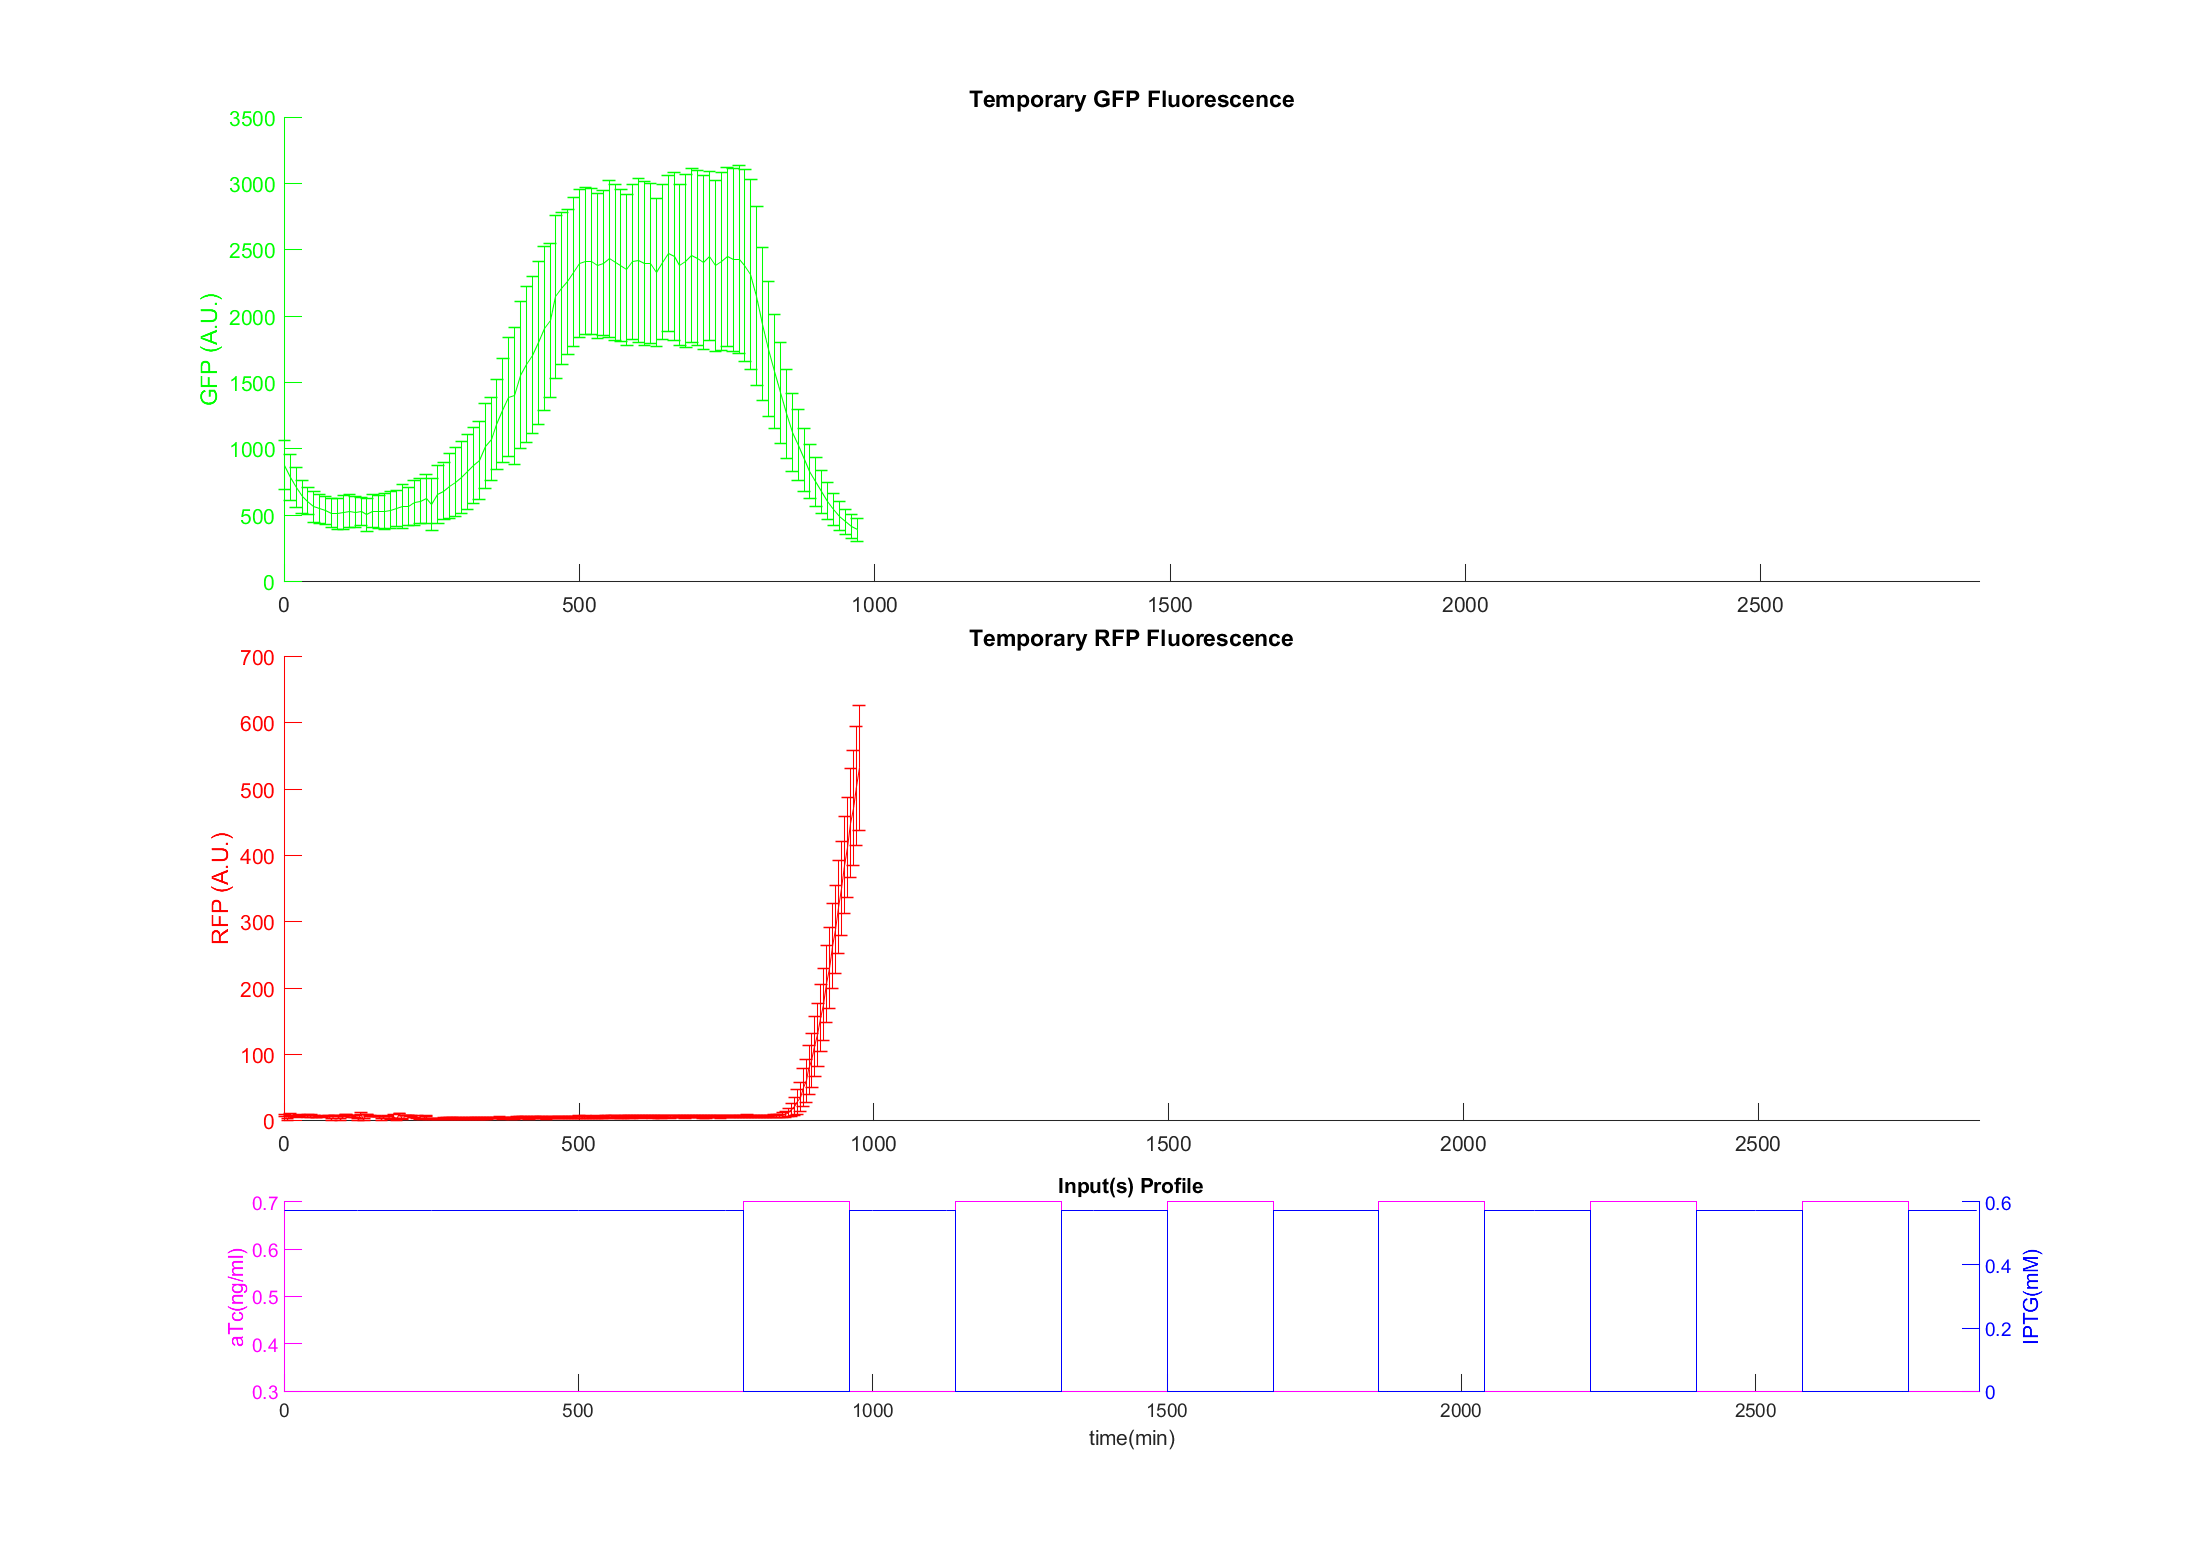 Temporary GFP Fluorescence
3500
3000
2500
2000
1500
1000
500
0
GFP (A.U.)
0 500 1000 1500 2000 2500
Temporary RFP Fluorescence
700
600
500
400
300
200
100
0
RFP (A.U.)
0 500 1000 1500 2000 2500
Input(s) Profile
0.7
0.6
0.5
0.4
0.3
aTc(ng/ml)
0.6
0.4
0.2
0
IPTG(mM)
0 500 1000 1500 2000 2500
time(min)